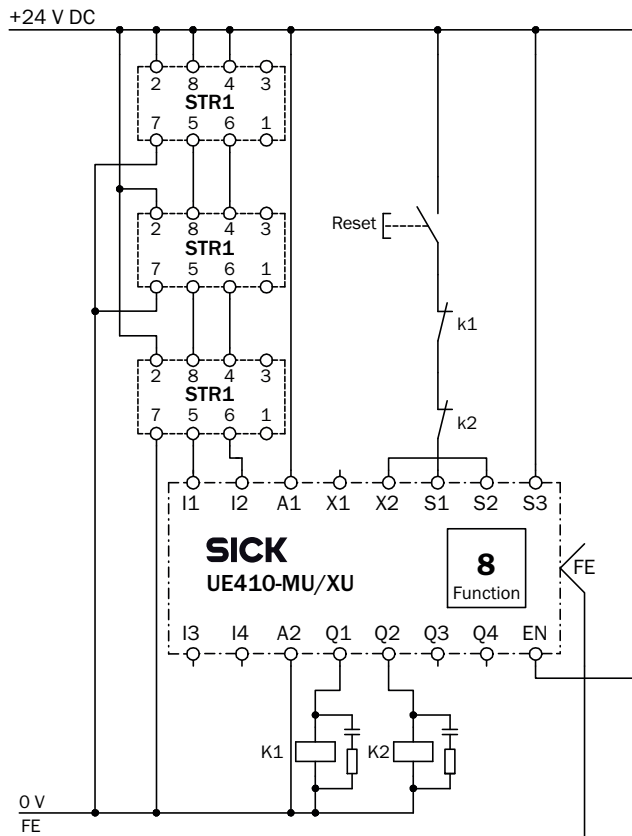 +24 V DC
2 8 4 3
STR1
7 5 6 1
2 8 4 3
STR1
7 5 6 1
Reset
k1
2 8 4 3
STR1
7 5 6 1
k2
I1 I2 A1 X1 X2 S1 S2 S3
SICK
UE410-MU/XU
8
Function
FE
I3 I4 A2 Q1 Q2 Q3 Q4 EN
K1 K2
0 V
FE